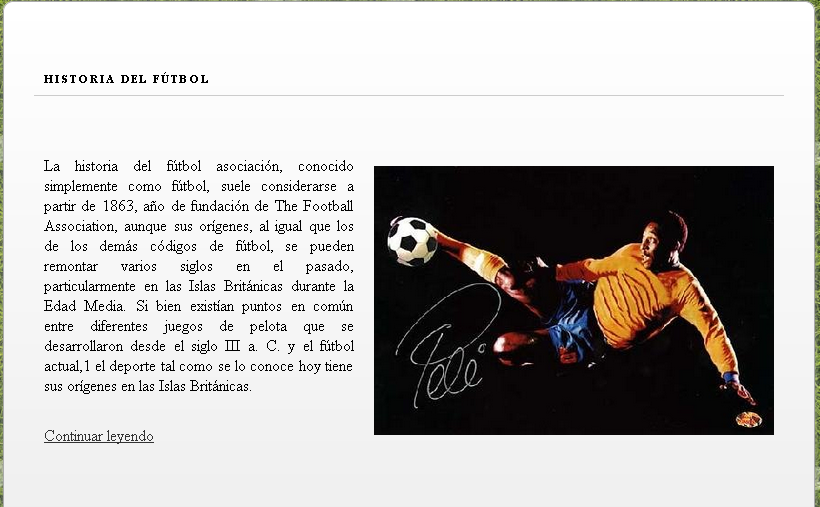 HISTORIA DEL FÚTBOL
La historia del fútbol asociación, conocido
simplemente como fútbol, suele considerarse a
partir de 1863, año de fundación de The Football
Association, aunque sus orígenes, al igual que los
de los demás códigos de fútbol, se pueden
remontar varios siglos en el pasado,
particularmente en las Islas Británicas durante la
Edad Media. Si bien existían puntos en común
entre diferentes juegos de pelota que se
desarrollaron desde el siglo III a. C. y el fútbol
actual,1 el deporte tal como se lo conoce hoy tiene
sus orígenes en las Islas Británicas.
Pelé
Continuar leyendo